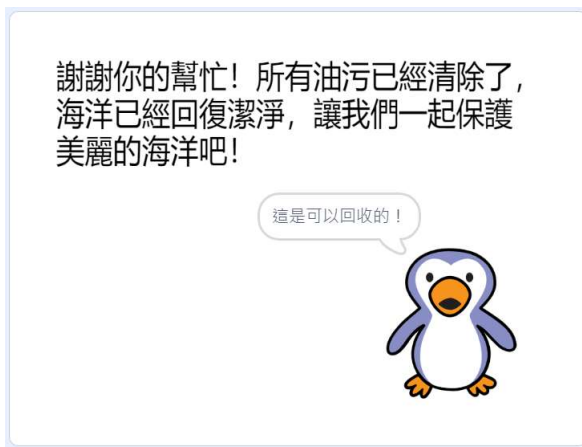 謝謝你的幫忙！所有油污已經清除了，
海洋已經回復潔淨，讓我們一起保護
美麗的海洋吧！
這是可以回收的！